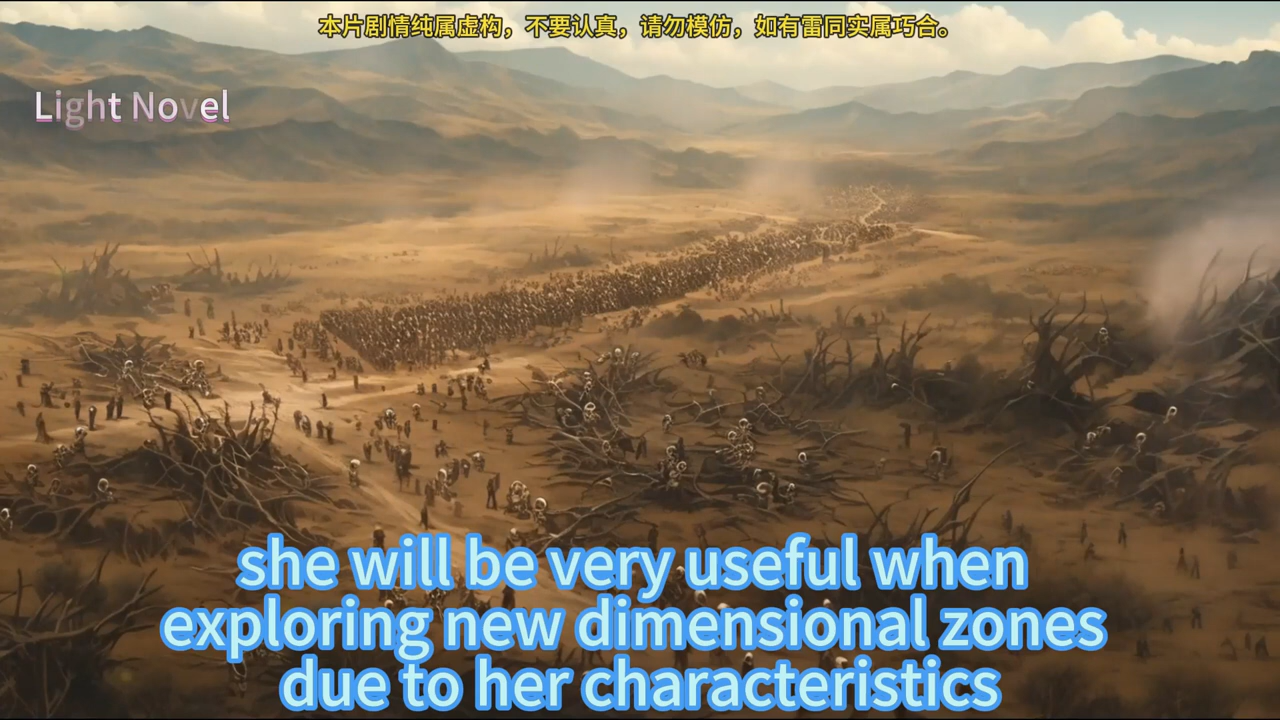 本片剧情纯属虚构，不要认真，请勿模仿，如有雷同实属巧合。
Light Novel
she will be very useful when
exploring new dimensional zones
due to her characteristics